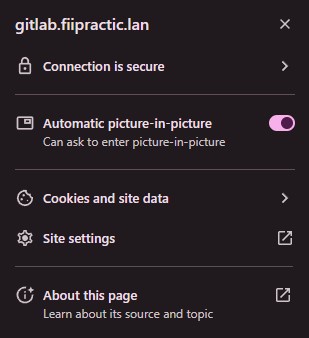 gitlab.fiipractic.lan
Connection is secure
Automatic picture-in-picture
Can ask to enter picture-in-picture
Cookies and site data
Site settings
About this page
Learn about its source and topic